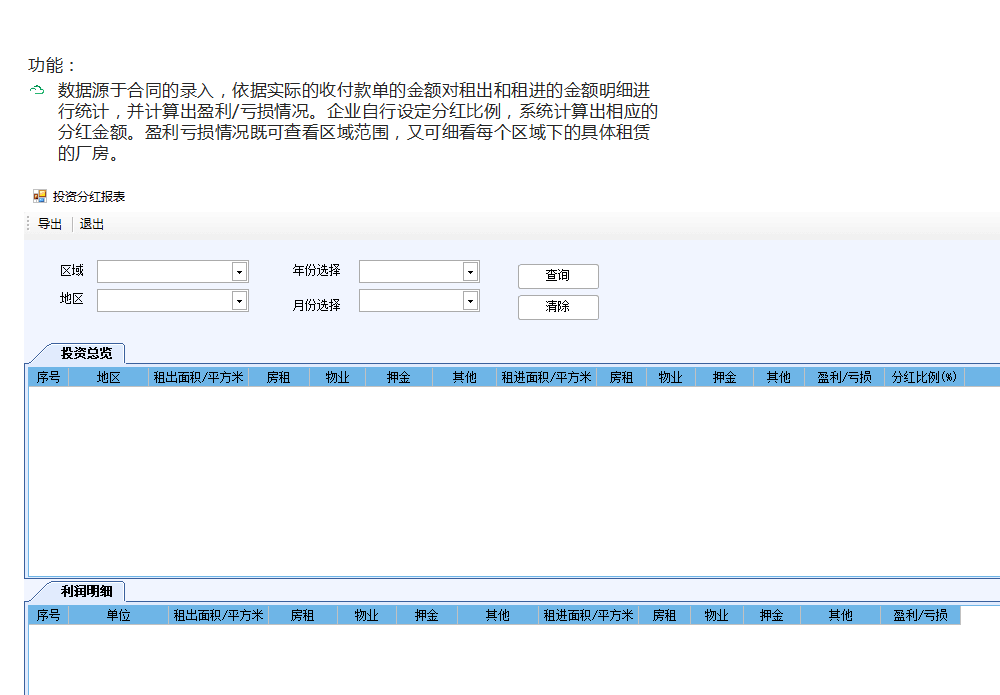 功能：
数据源于合同的录入，依据实际的收付款单的金额对租出和租进的金额明细进
行统计，并计算出盈利/亏损情况。企业自行设定分红比例，系统计算出相应的
分红金额。盈利亏损情况既可查看区域范围，又可细看每个区域下的具体租赁
的厂房。
投资分红报表
导出 退出
区域 年份选择 查询
地区 月份选择 清除
投资总览
序号 地区 租出面积/平方米 房租 物业 押金 其他 租进面积/平方米 房租 物业 押金 其他 盈利/亏损 分红比例(%)
利润明细
序号 单位 租出面积/平方米 房租 物业 押金 其他 租进面积/平方米 房租 物业 押金 其他 盈利/亏损